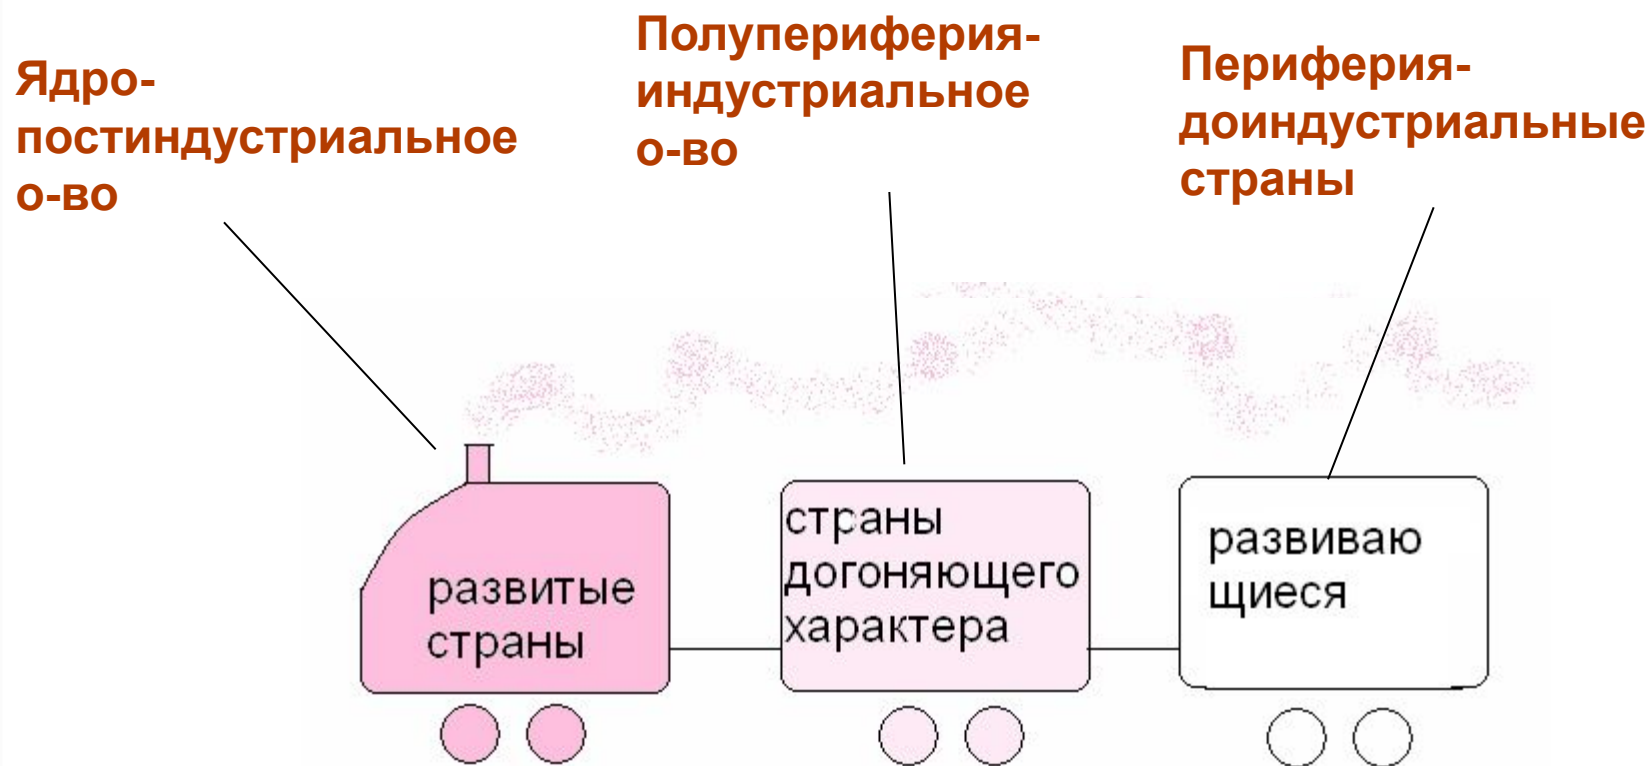 Ядро-
постиндустриальное
о-во
Полупериферия-
индустриальное
о-во
Периферия-
доиндустриальные
страны
развитые
страны
страны
догоняющего
характера
развиваю
щиеся